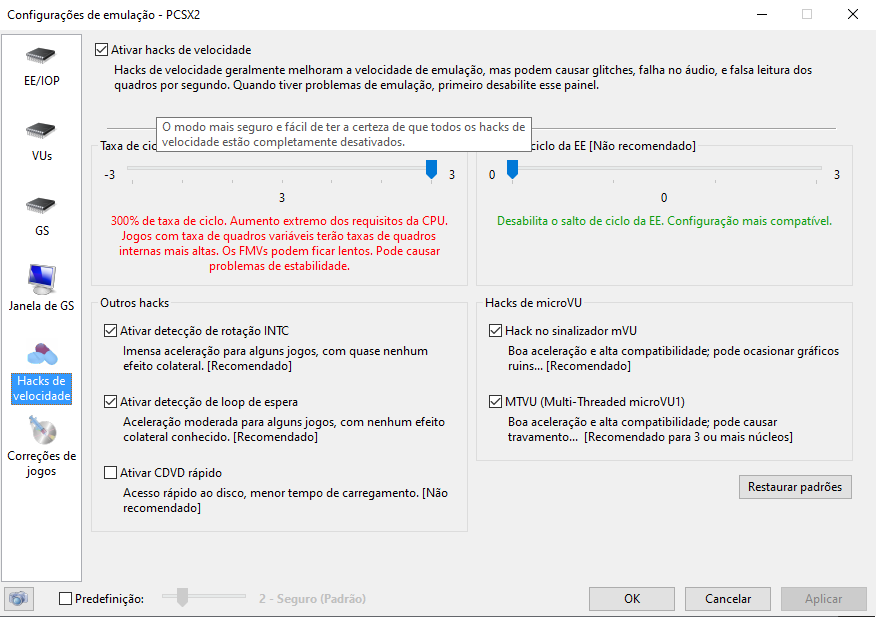 Configurações de emulação - PCSX2
EE/IOP
VUs
GS
Janela de GS
Hacks de
velocidade
Correções de
jogos
Ativar hacks de velocidade
Hacks de velocidade geralmente melhoram a velocidade de emulação, mas podem causar glitches, falha no áudio, e falsa leitura dos
quadros por segundo. Quando tiver problemas de emulação, primeiro desabilite esse painel.
O modo mais seguro e fácil de ter a certeza de que todos os hacks de
velocidade estão completamente desativados.
Taxa de cic
-3
3
3
300% de taxa de ciclo. Aumento extremo dos requisitos da CPU.
Jogos com taxa de quadros variáveis terão taxas de quadros
internas mais altas. Os FMVs podem ficar lentos. Pode causar
problemas de estabilidade.
ciclo da EE [Não recomendado]
0
3
0
Desabilita o salto de ciclo da EE. Configuração mais compatível.
Outros hacks
Ativar detecção de rotação INTC
Imensa aceleração para alguns jogos, com quase nenhum
efeito colateral. [Recomendado]
Ativar detecção de loop de espera
Aceleração moderada para alguns jogos, com nenhum efeito
colateral conhecido. [Recomendado]
Ativar CDVD rápido
Acesso rápido ao disco, menor tempo de carregamento. [Não
recomendado]
Hacks de microVU
Hack no sinalizador mVU
Boa aceleração e alta compatibilidade; pode ocasionar gráficos
ruins... [Recomendado]
MTVU (Multi-Threaded microVU1)
Boa aceleração e alta compatibilidade; pode causar
travamento... [Recomendado para 3 ou mais núcleos]
Restaurar padrões
Predefinição:
2 - Seguro (Padrão)
OK
Cancelar
Aplicar